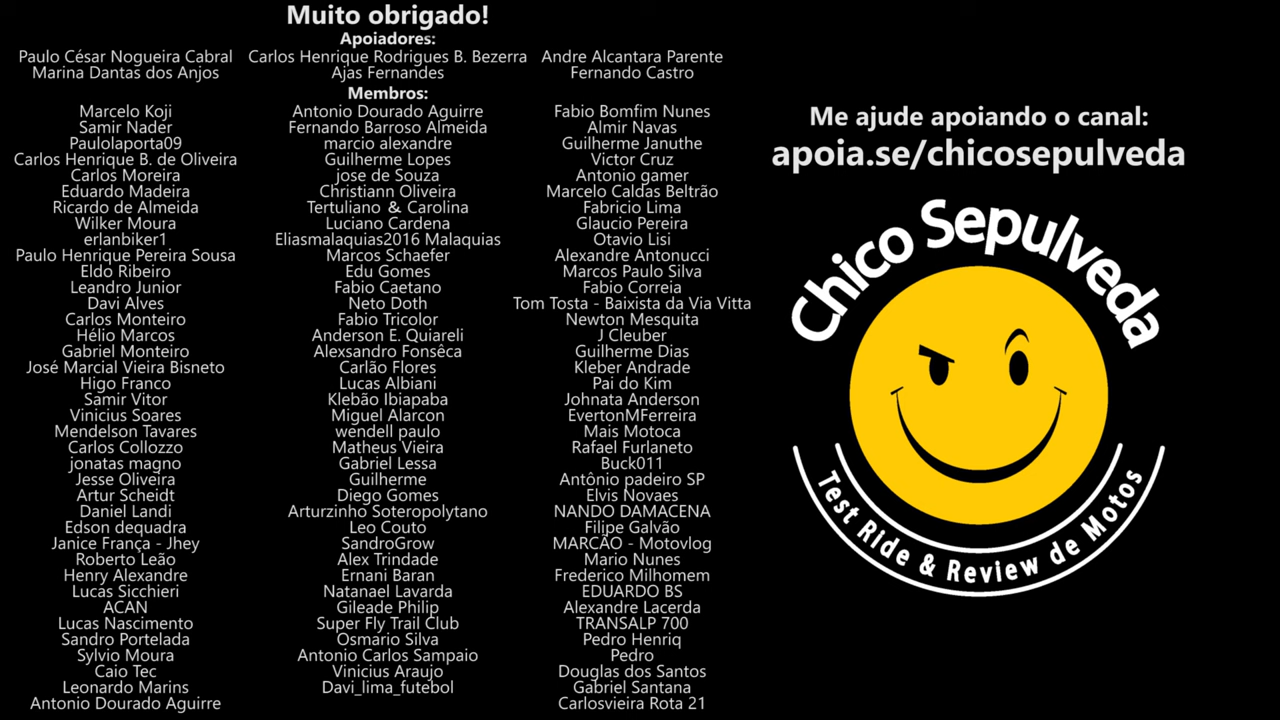 Muito obrigado!
Apoiadores:
Paulo César Nogueira Cabral
Carlos Henrique Rodrigues B. Bezerra
Andre Alcantara Parente
Marina Dantas dos Anjos
Ajas Fernandes
Fernando Castro
Membros:
Marcelo Koji
Samir Nader
Paulolaporta09
Carlos Henrique B. de Oliveira
Carlos Moreira
Eduardo Madeira
Ricardo de Almeida
Wilker Moura
erlanbiker1
Paulo Henrique Pereira Sousa
Eldo Ribeiro
Leandro Junior
Davi Alves
Carlos Monteiro
Hélio Marcos
Gabriel Monteiro
José Marcial Vieira Bisneto
Higo Franco
Samir Vitor
Vinicius Soares
Mendelson Tavares
Carlos Collozzo
jonatas magno
Jesse Oliveira
Artur Scheidt
Daniel Landi
Edson dequadra
Janice França - Jhey
Roberto Leão
Henry Alexandre
Lucas Sicchieri
ACAN
Lucas Nascimento
Sandro Portelada
Sylvio Moura
Caio Tec
Leonardo Marins
Antonio Dourado Aguirre
Antonio Dourado Aguirre
Fernando Barroso Almeida
marcio alexandre
Guilherme Lopes
jose de Souza
Christiann Oliveira
Tertuliano & Carolina
Luciano Cardena
Eliasmalaquias2016 Malaquias
Marcos Schaefer
Edu Gomes
Fabio Caetano
Neto Doth
Fabio Tricolor
Anderson E. Quiareli
Alexsandro Fonsêca
Carlão Flores
Lucas Albiani
Klebão Ibiapaba
Miguel Alarcon
wendell paulo
Matheus Vieira
Gabriel Lessa
Guilherme
Diego Gomes
Arturzinho Soteropolytano
Leo Couto
SandroGrow
Alex Trindade
Ernani Baran
Natanael Lavarda
Gileade Philip
Super Fly Trail Club
Osmario Silva
Antonio Carlos Sampaio
Vinicius Araujo
Davi_lima_futebol
Fabio Bomfim Nunes
Almir Navas
Guilherme Januthe
Victor Cruz
Antonio gamer
Marcelo Caldas Beltrão
Fabricio Lima
Glaucio Pereira
Otavio Lisi
Alexandre Antonucci
Marcos Paulo Silva
Fabio Correia
Tom Tosta - Baixista da Via Vitta
Newton Mesquita
J Cleuber
Guilherme Dias
Kleber Andrade
Pai do Kim
Johnata Anderson
EvertonMFerreira
Mais Motoca
Rafael Furlaneto
Buck011
Antônio padeiro SP
Elvis Novaes
NANDO DAMACENA
Filipe Galvão
MARCÃO - Motovlog
Mario Nunes
Frederico Milhomem
EDUARDO BS
Alexandre Lacerda
TRANSALP 700
Pedro Henriq
Pedro
Douglas dos Santos
Gabriel Santana
Carlosvieira Rota 21
Me ajude apoiando o canal:
apoia.se/chicosepulveda
Chico Sepulveda
Test Ride & Review de Motos